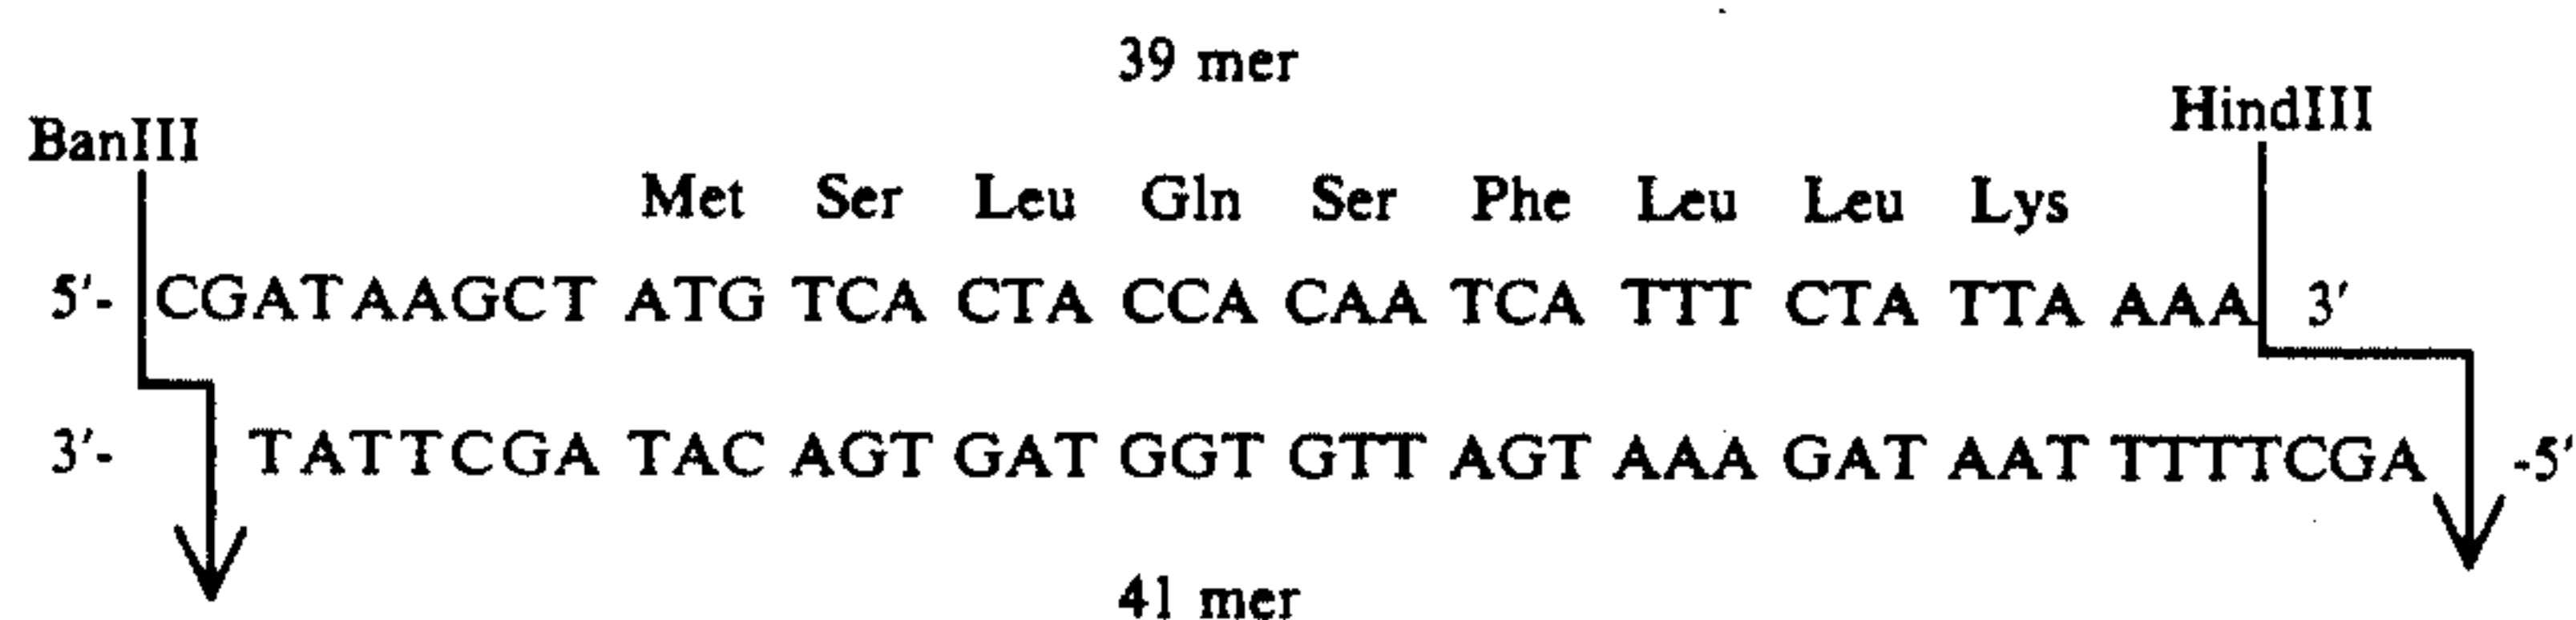 39 mer
BanIII HindIII
Met Ser Leu Gln Ser Phe Leu Leu Lys
5'- CGATAAGCT ATG TCA CTA CCA CAA TCA TTT CTA TTA AAA 3'
3'- TATTCGA TAC AGT GAT GGT GTT AGT AAA GAT AAT TTTTCGA -5'
41 mer